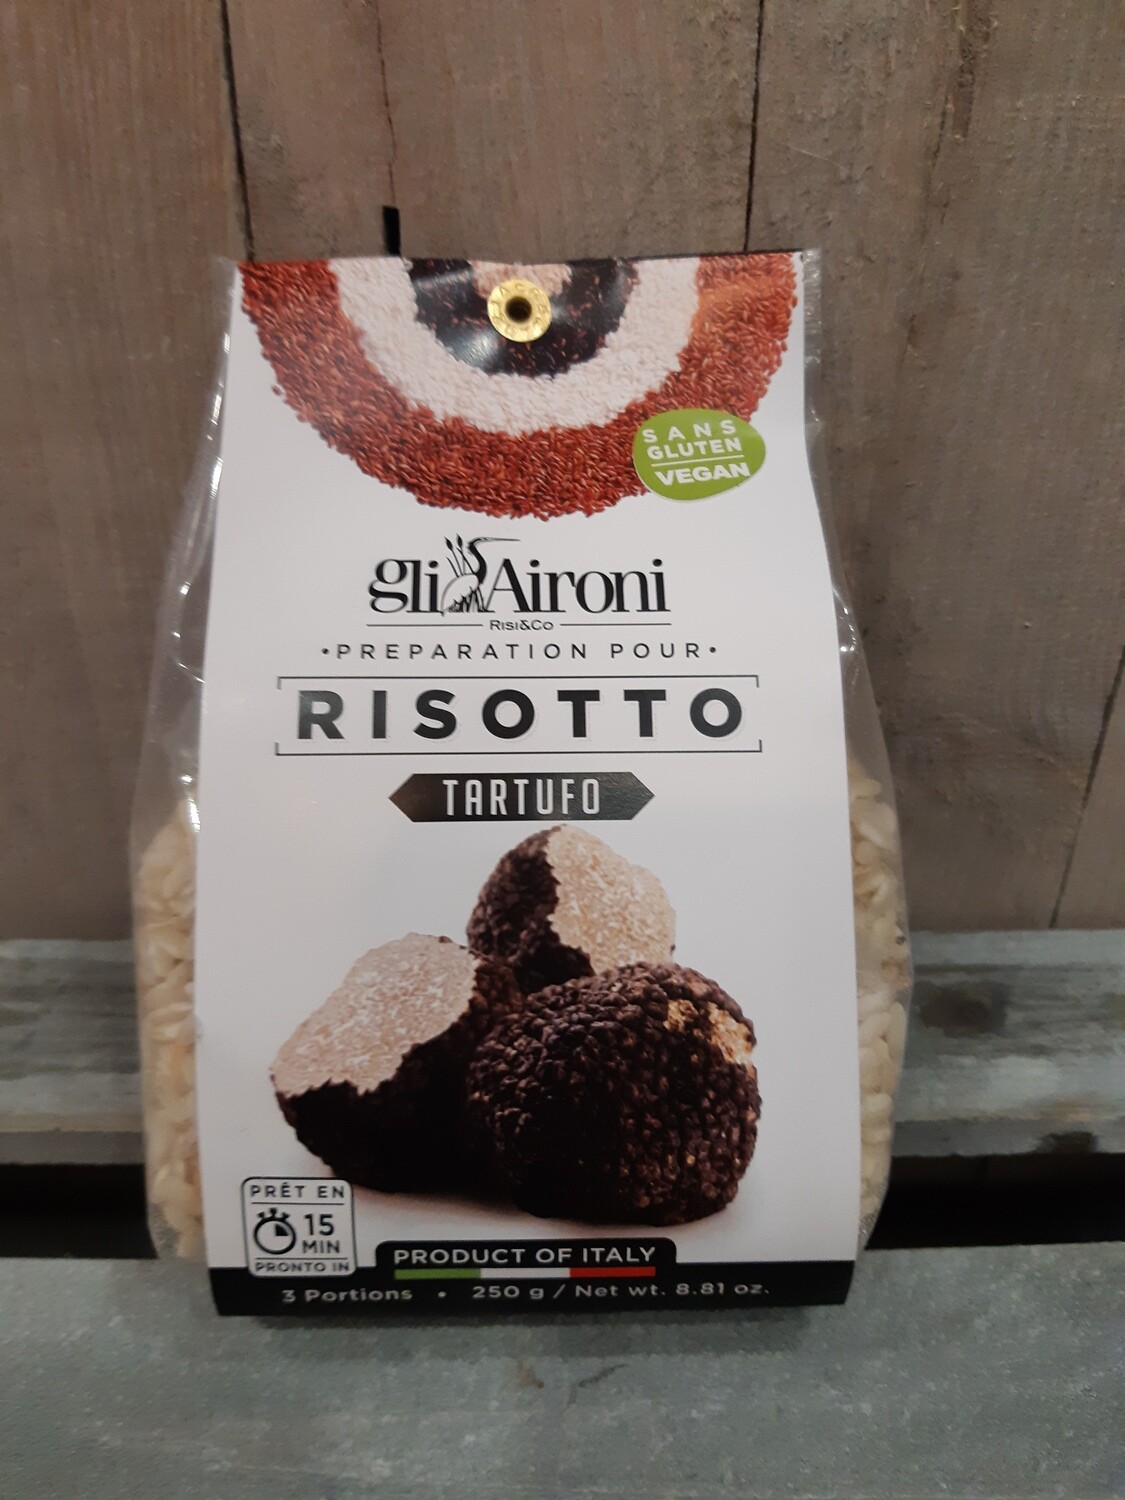 SANS
GLUTEN
VEGAN
gli Aironi
Risi&Co
•PREPARATION POUR•
RISOTTO
TARTUFO
PRÊT EN
15
MIN
PRONTO IN
PRODUCT OF ITALY
3 Portions • 250 g / Net wt. 8.81 oz.